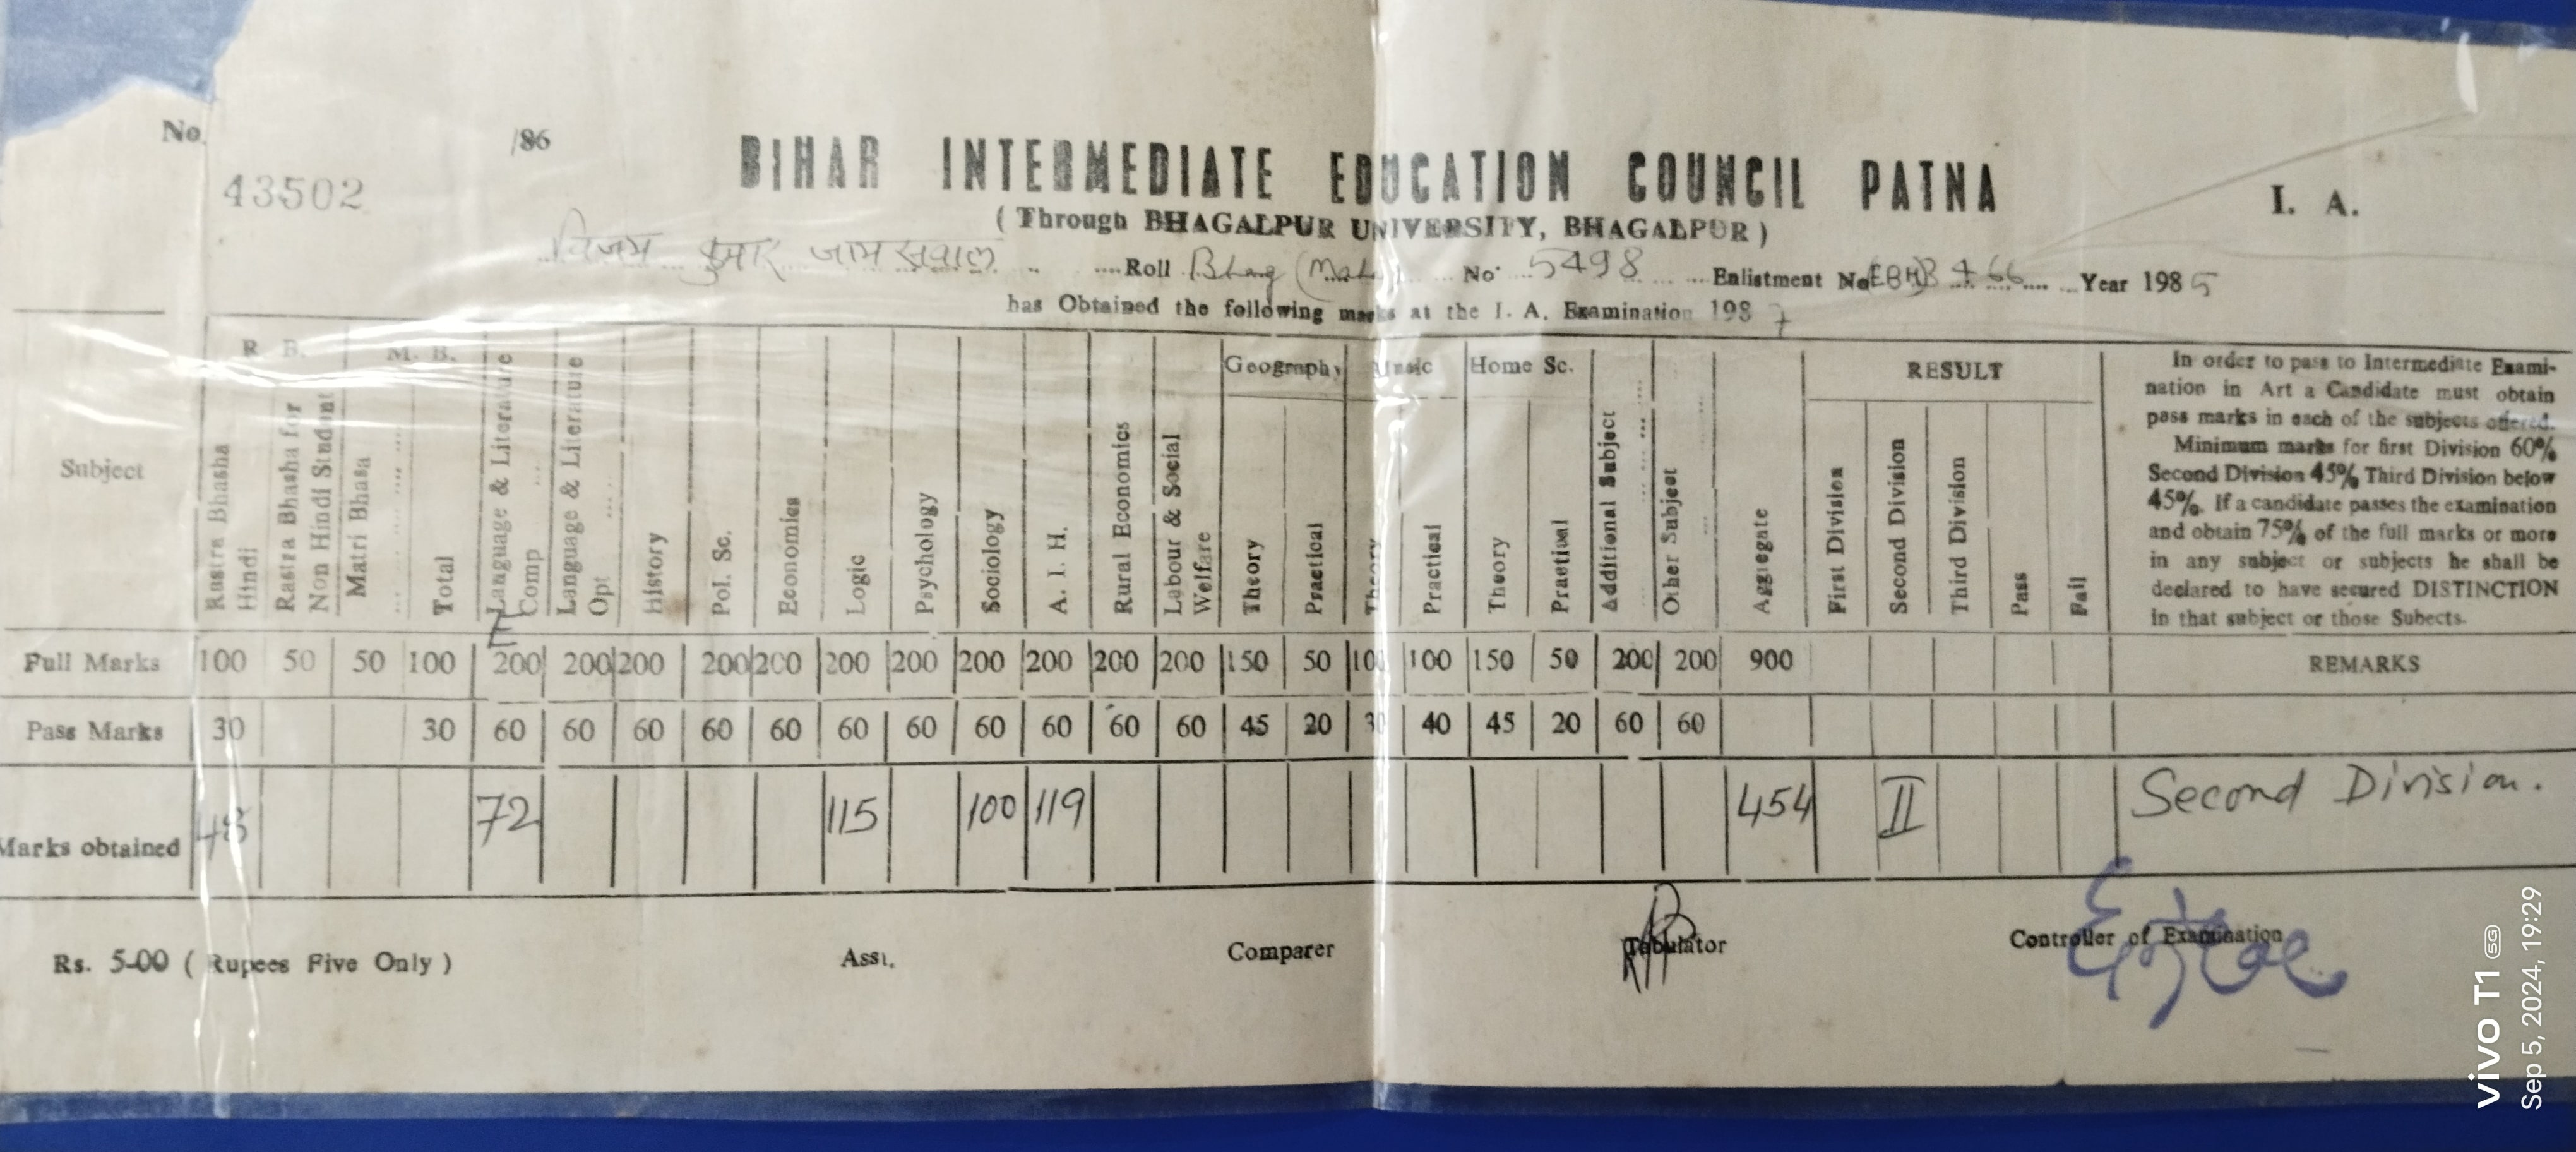 No. /86
43502
BIHAR INTERMEDIATE EDUCATION COUNCIL PATNA
I. A.
( Through BHAGALPUR UNIVERSITY, BHAGALPUR )
विजय कुमार जायसवाल Roll Bhag No 5498 Enlistment No Year 1985
has Obtained the following marks at the I. A. Examination 1987
Subject
R. B.
M. B.
Rastra Bhasha Hindi
Rastra Bhasha for Non Hindi Student
Matri Bhasa
Total
Language & Literature Comp
E
Language & Literature Opt
History
Pol. Sc.
Economics
Logic
Psychology
Sociology
A. I. H.
Rural Economics
Labour & Social Welfare
Geography
Theory
Practical
Music
Theory
Practical
Home Sc.
Theory
Practical
Additional Subject
Other Subject
Aggregate
RESULT
First Division
Second Division
Third Division
Pass
Fail
In order to pass to Intermediate Exami-
nation in Art a Candidate must obtain
pass marks in each of the subjects offered.
Minimum marks for first Division 60%
Second Division 45% Third Division below
45%. If a candidate passes the examination
and obtain 75% of the full marks or more
in any subject or subjects he shall be
declared to have secured DISTINCTION
in that subject or those Subects.
Full Marks 100 50 50 100 200 200 200 200 200 200 200 200 200 200 200 150 50 100 100 150 50 200 200 900 REMARKS
Pass Marks 30 30 60 60 60 60 60 60 60 60 60 60 60 45 20 30 40 45 20 60 60
Marks obtained 48 72 115 100 119 454 II Second Division.
Rs. 5-00 ( Rupees Five Only ) Asst. Comparer Tabulator Controller of Examination
vivo T1 5G
Sep 5, 2024, 19:29